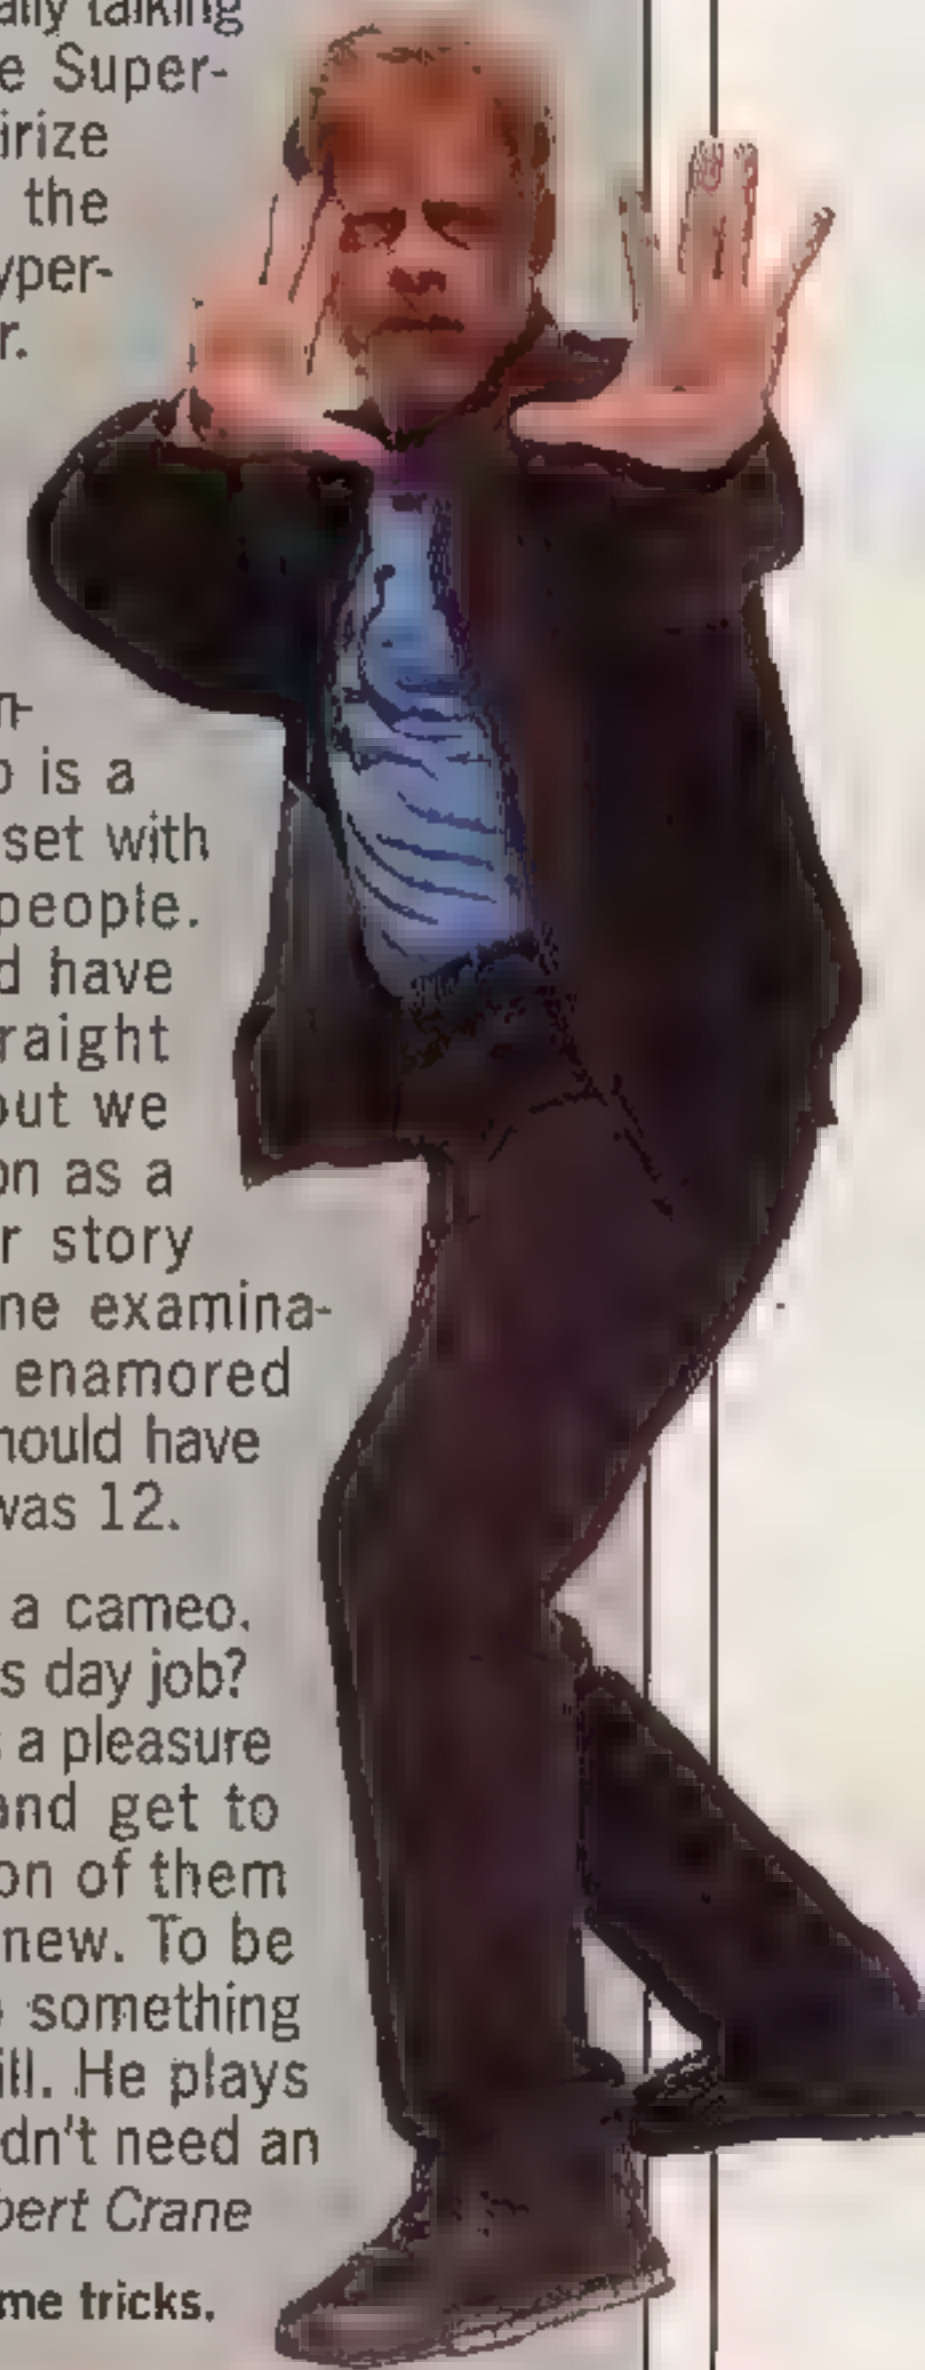 ally talking
e Super-
irize
the
yper-
r.
n-
o is a
set with
people.
d have
raight
out we
on as a
r story
ne examina-
enamored
hould have
was 12.
a cameo.
s day job?
s a pleasure
and get to
on of them
new. To be
something
ill. He plays
dn't need an
bert Crane
me tricks.